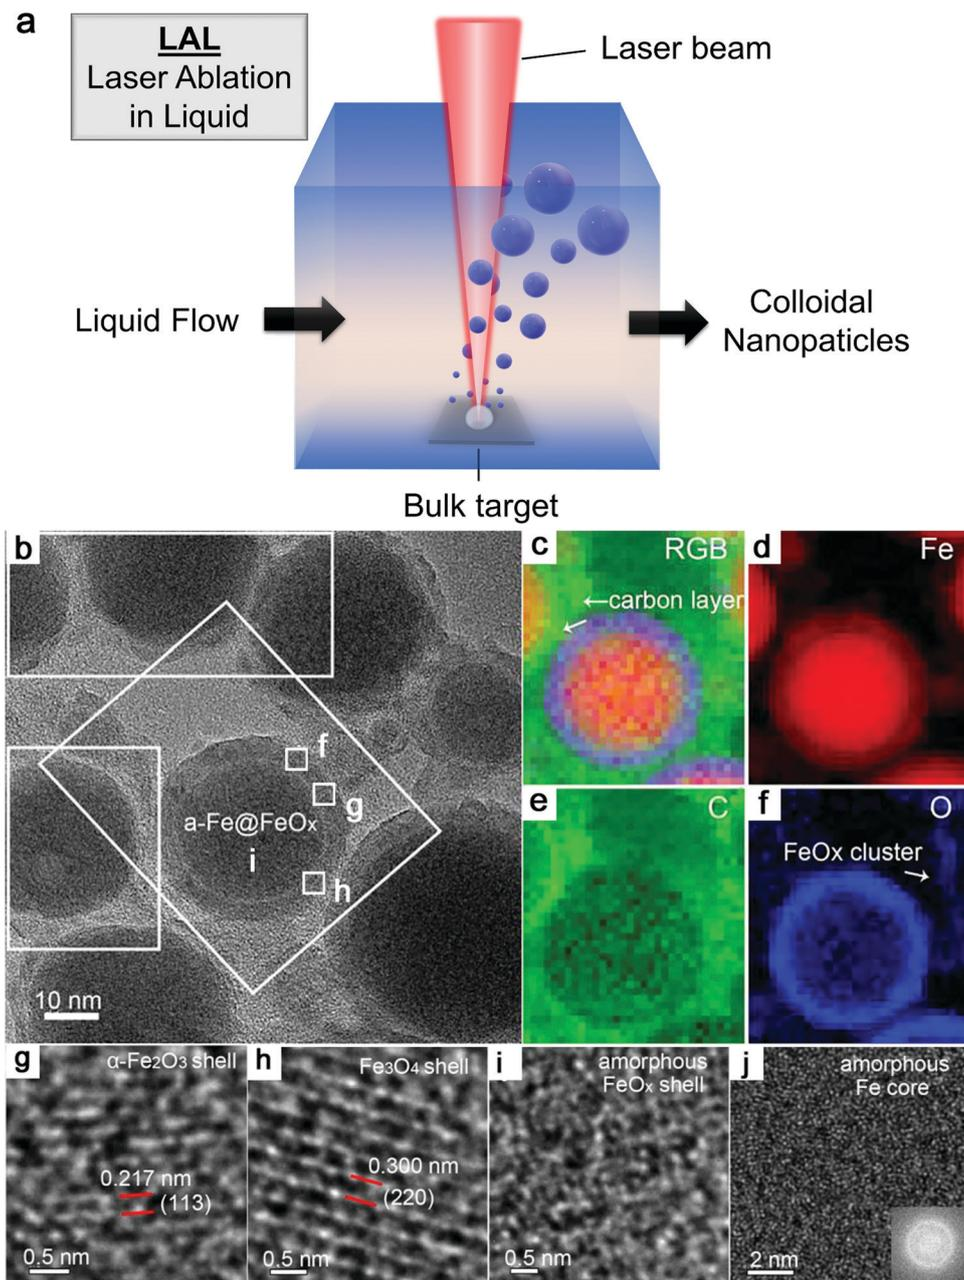 a
LAL
Laser Ablation
in Liquid
Laser beam
Liquid Flow
Colloidal
Nanopaticles
Bulk target
b
f
g
a-Fe@FeOx
i
h
10 nm
c
RGB
←carbon layer
d
Fe
e
C
f
O
FeOx cluster
g
α-Fe2O3 shell
0.217 nm
(113)
0.5 nm
h
Fe3O4 shell
0.300 nm
(220)
0.5 nm
i
amorphous
FeOx shell
0.5 nm
j
amorphous
Fe core
2 nm